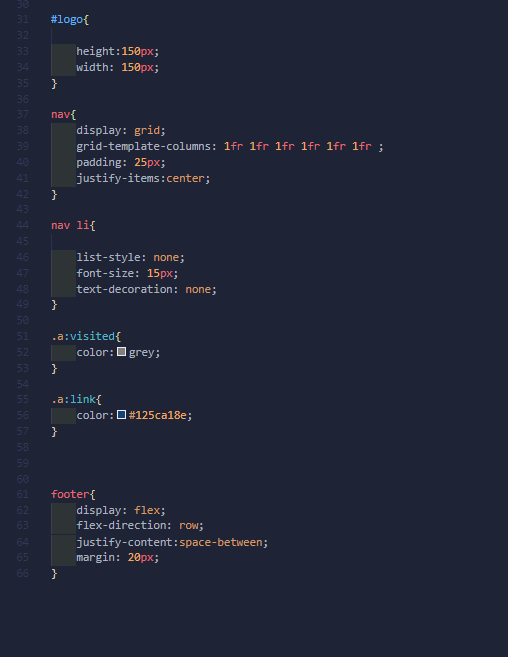 30
31 #logo{
32
33 height:150px;
34 width: 150px;
35 }
36
37 nav{
38 display: grid;
39 grid-template-columns: 1fr 1fr 1fr 1fr 1fr 1fr ;
40 padding: 25px;
41 justify-items:center;
42 }
43
44 nav li{
45
46 list-style: none;
47 font-size: 15px;
48 text-decoration: none;
49 }
50
51 .a:visited{
52 color:grey;
53 }
54
55 .a:link{
56 color:#125ca18e;
57 }
58
59
60
61 footer{
62 display: flex;
63 flex-direction: row;
64 justify-content:space-between;
65 margin: 20px;
66 }